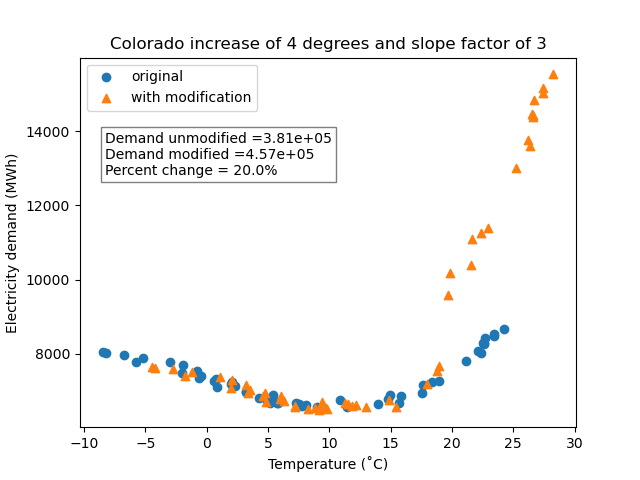 Colorado increase of 4 degrees and slope factor of 3
original
with modification
Demand unmodified =3.81e+05
Demand modified =4.57e+05
Percent change = 20.0%
Electricity demand (MWh)
14000
12000
10000
8000
−10 −5 0 5 10 15 20 25 30
Temperature (˚C)